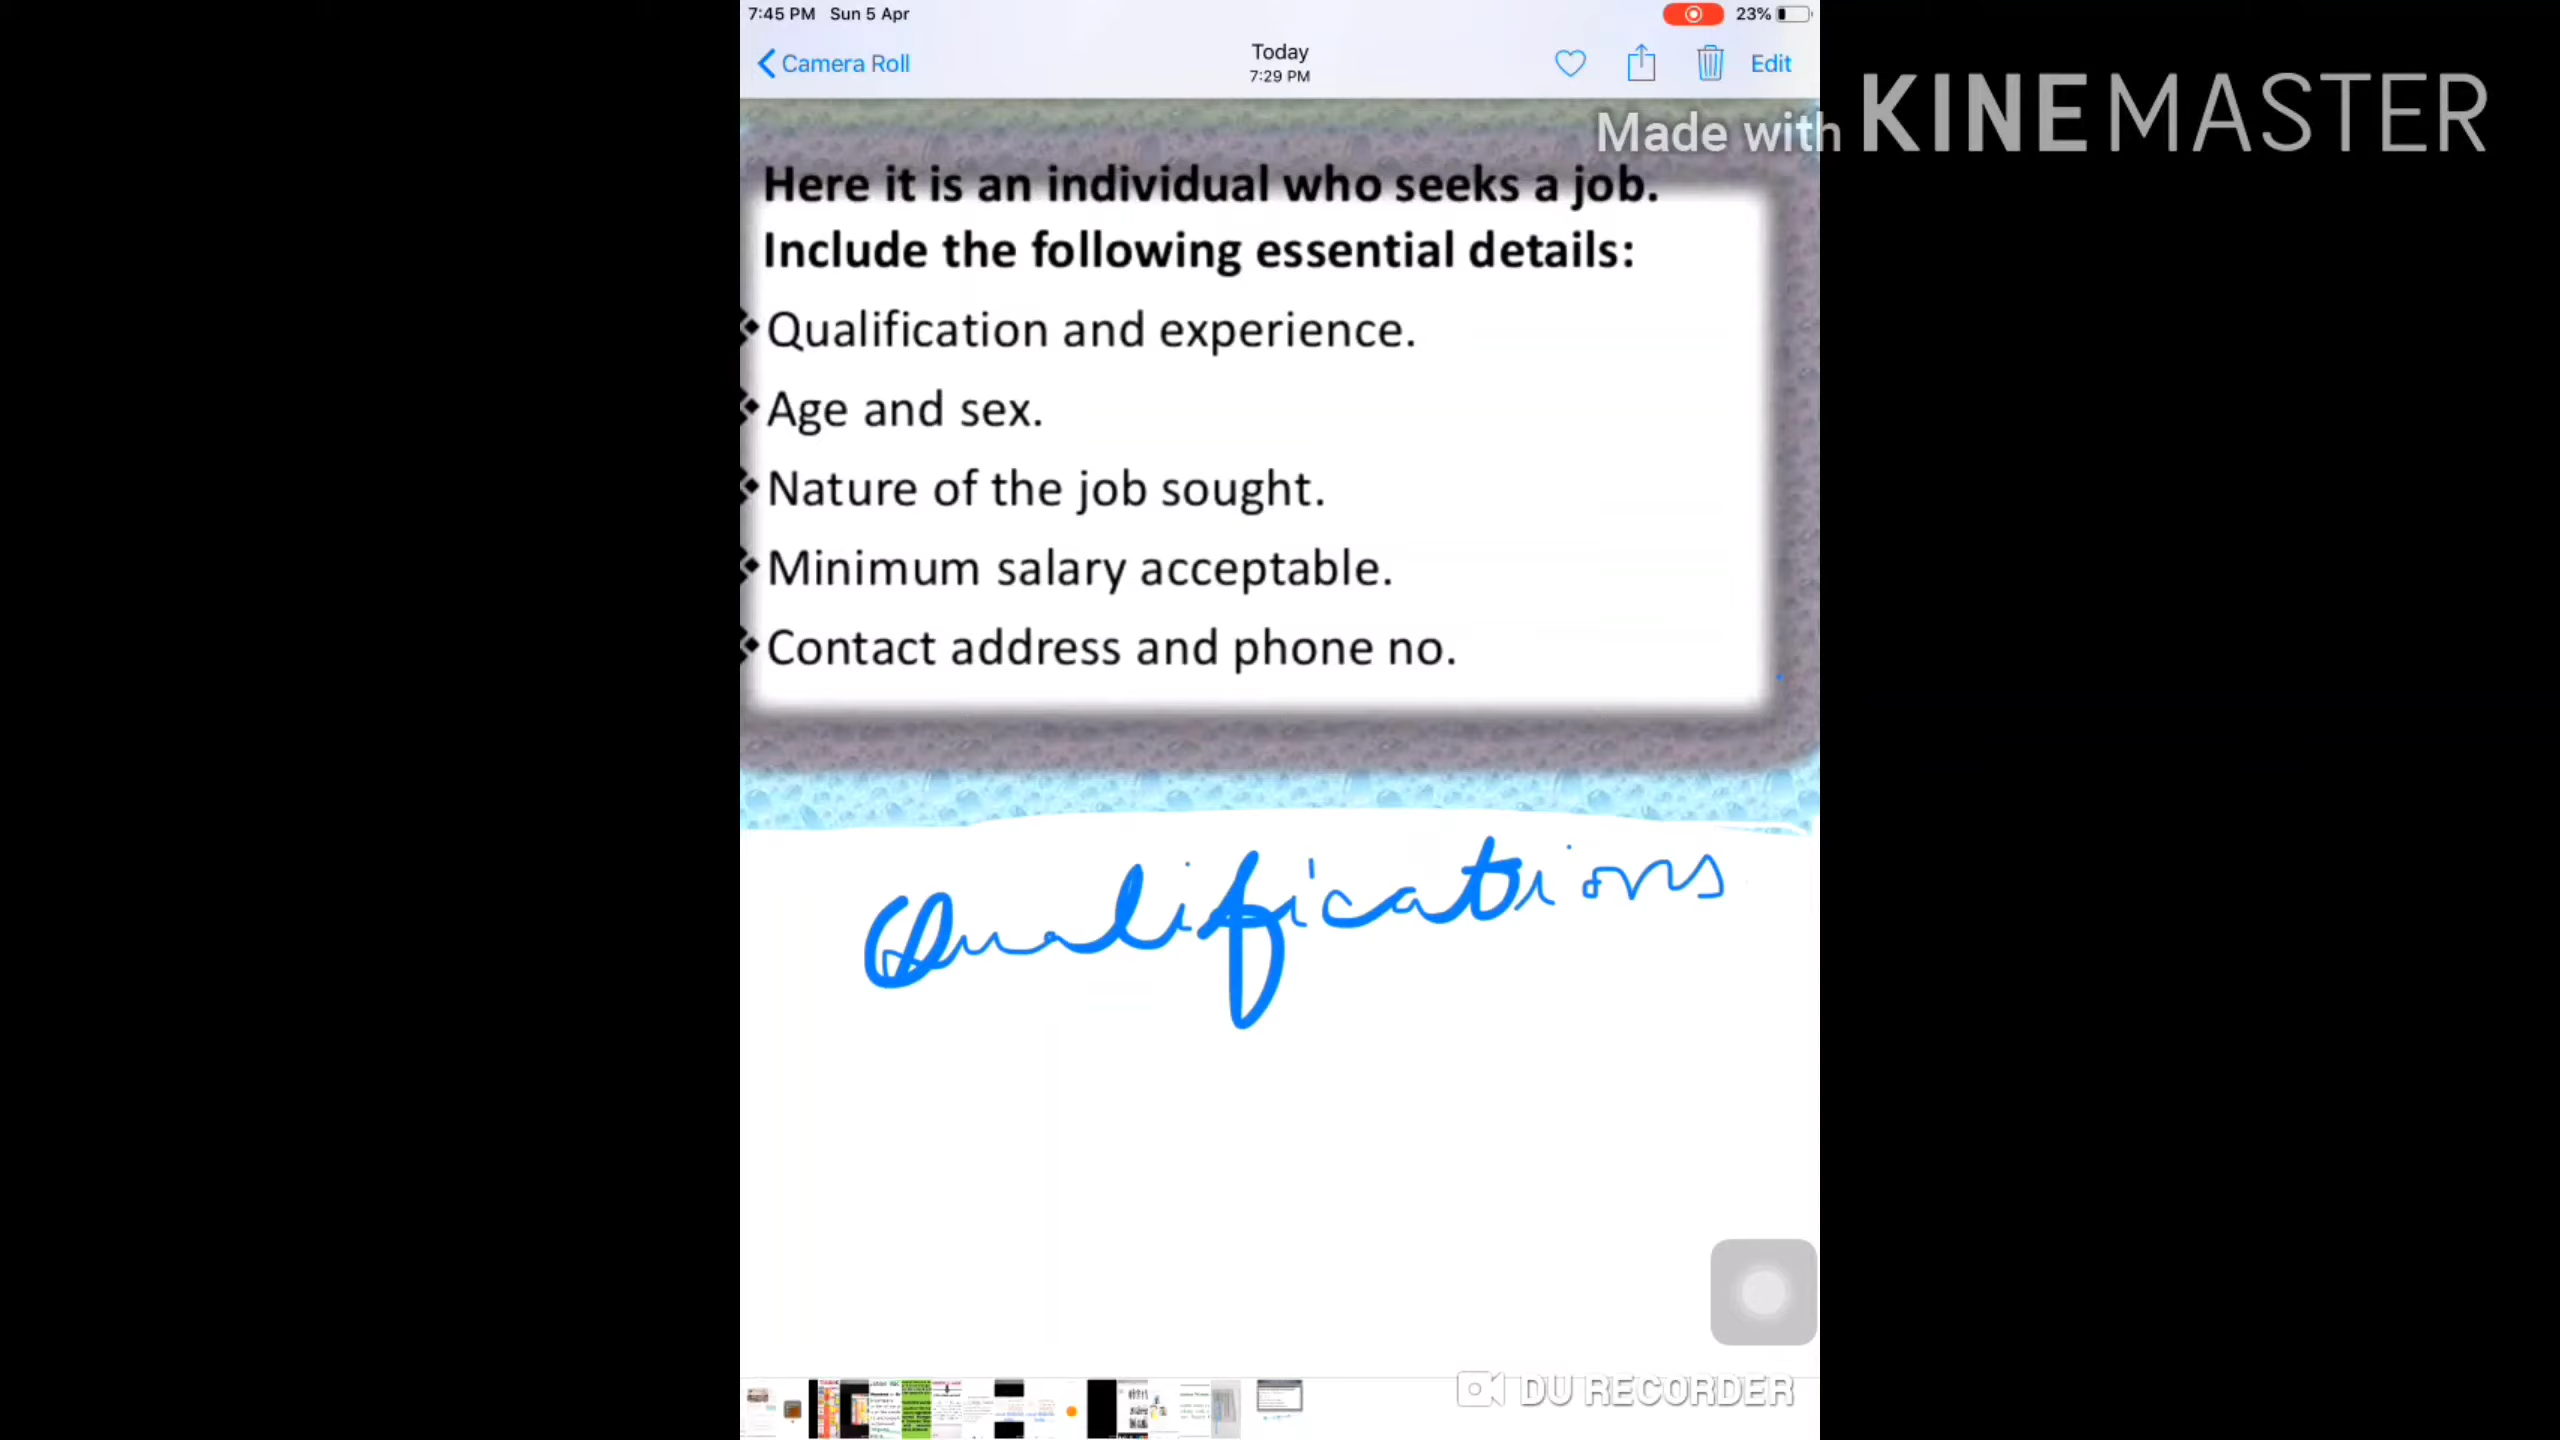 7:45 PM Sun 5 Apr 23%
Camera Roll
Today
7:29 PM
Edit
Made with KINEMASTER
Here it is an individual who seeks a job.
Include the following essential details:
Qualification and experience.
Age and sex.
Nature of the job sought.
Minimum salary acceptable.
Contact address and phone no.
Qualifications
DU RECORDER